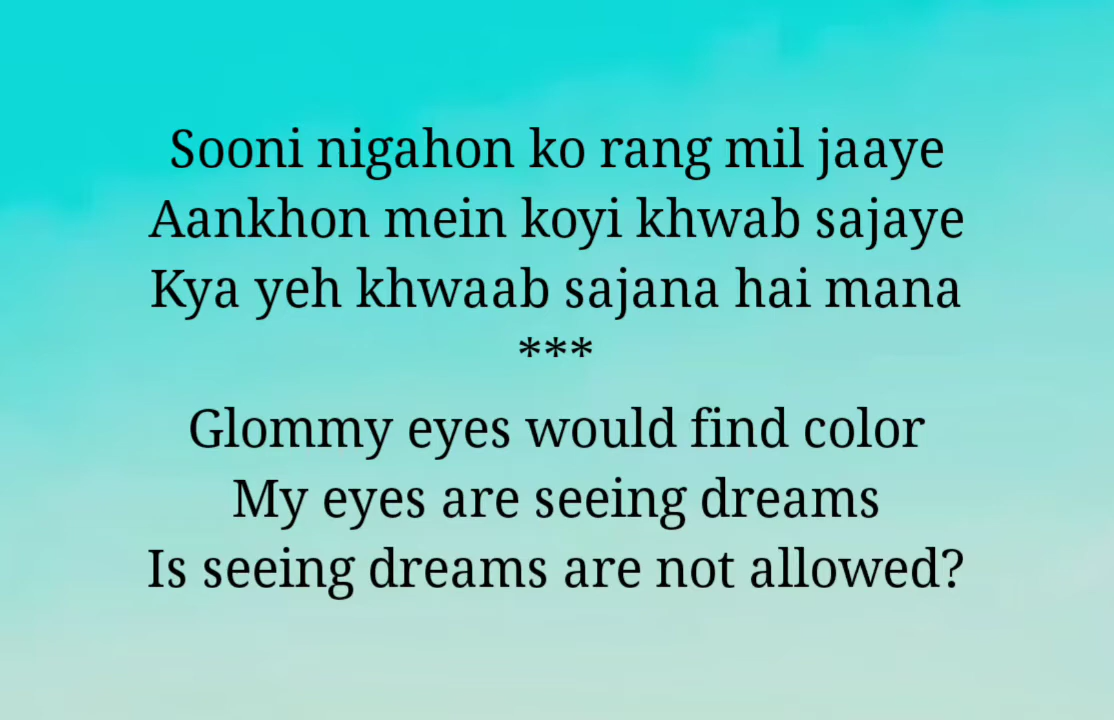 Sooni nigahon ko rang mil jaaye
Aankhon mein koyi khwab sajaye
Kya yeh khwaab sajana hai mana
***
Glommy eyes would find color
My eyes are seeing dreams
Is seeing dreams are not allowed?